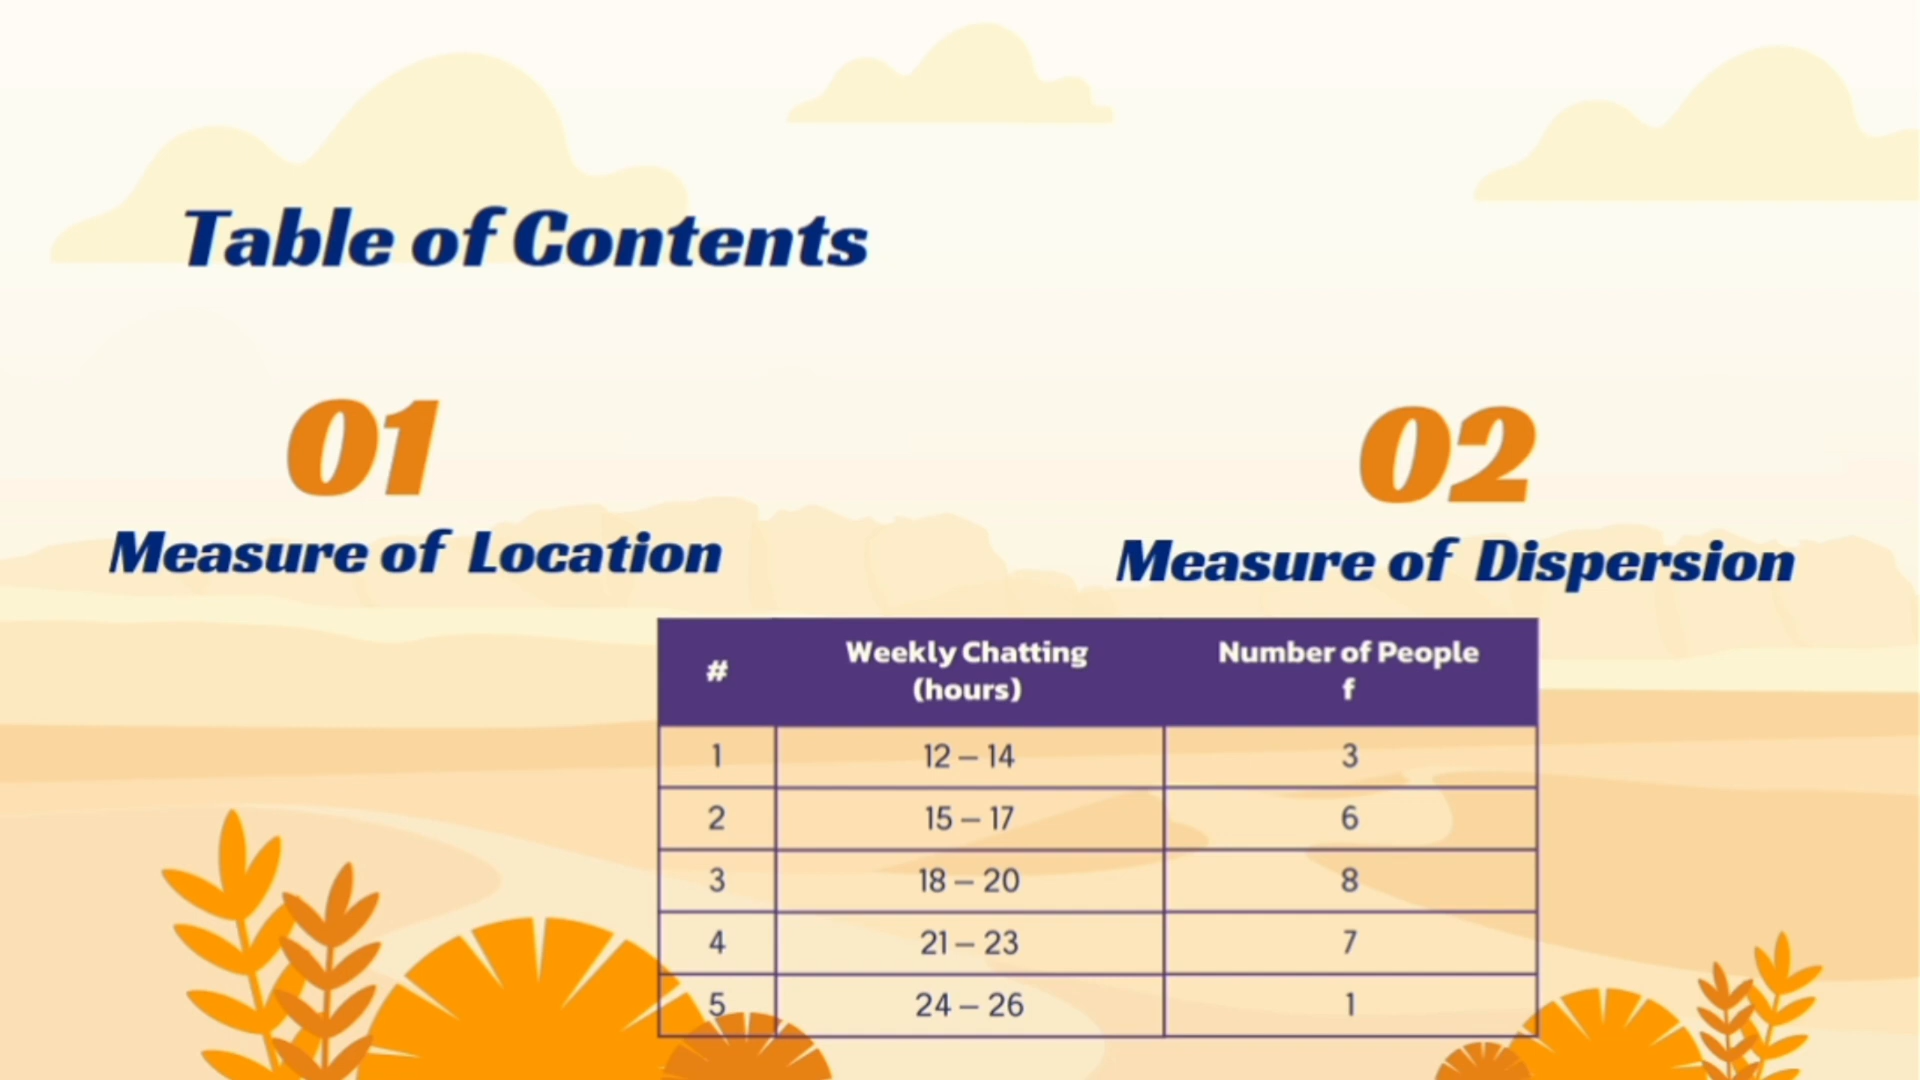 Table of Contents
01
Measure of Location
02
Measure of Dispersion
# Weekly Chatting (hours) Number of People f
1 12 – 14 3
2 15 – 17 6
3 18 – 20 8
4 21 – 23 7
5 24 – 26 1